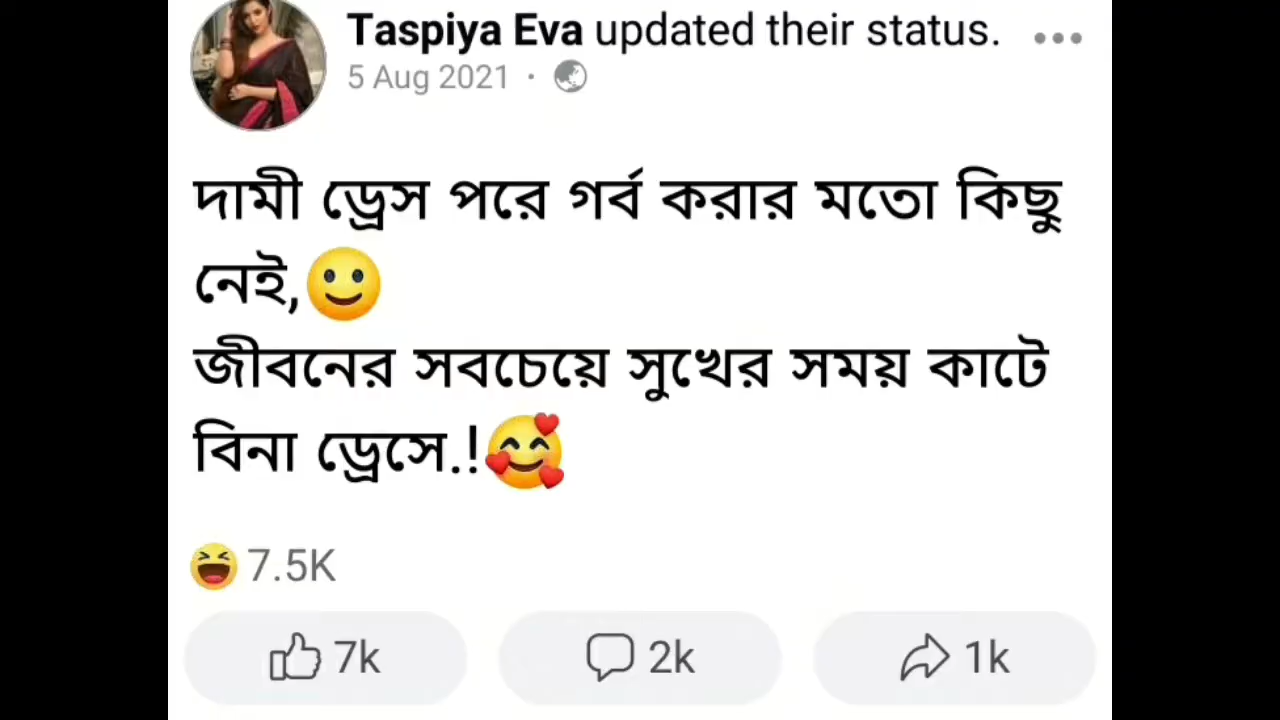 Taspiya Eva updated their status.
5 Aug 2021 ·
দামী ড্রেস পরে গর্ব করার মতো কিছু
নেই,🙂
জীবনের সবচেয়ে সুখের সময় কাটে
বিনা ড্রেসে.!🥰
😆 7.5K
7k 2k 1k